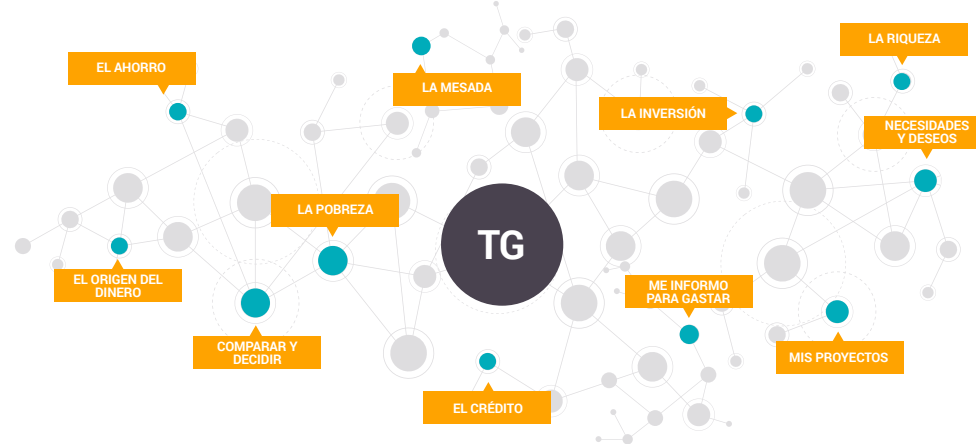 LA RIQUEZA
EL AHORRO
LA MESADA
LA INVERSIÓN
NECESIDADES
Y DESEOS
LA POBREZA
TG
EL ORIGEN DEL
DINERO
ME INFORMO
PARA GASTAR
COMPARAR Y
DECIDIR
MIS PROYECTOS
EL CRÉDITO